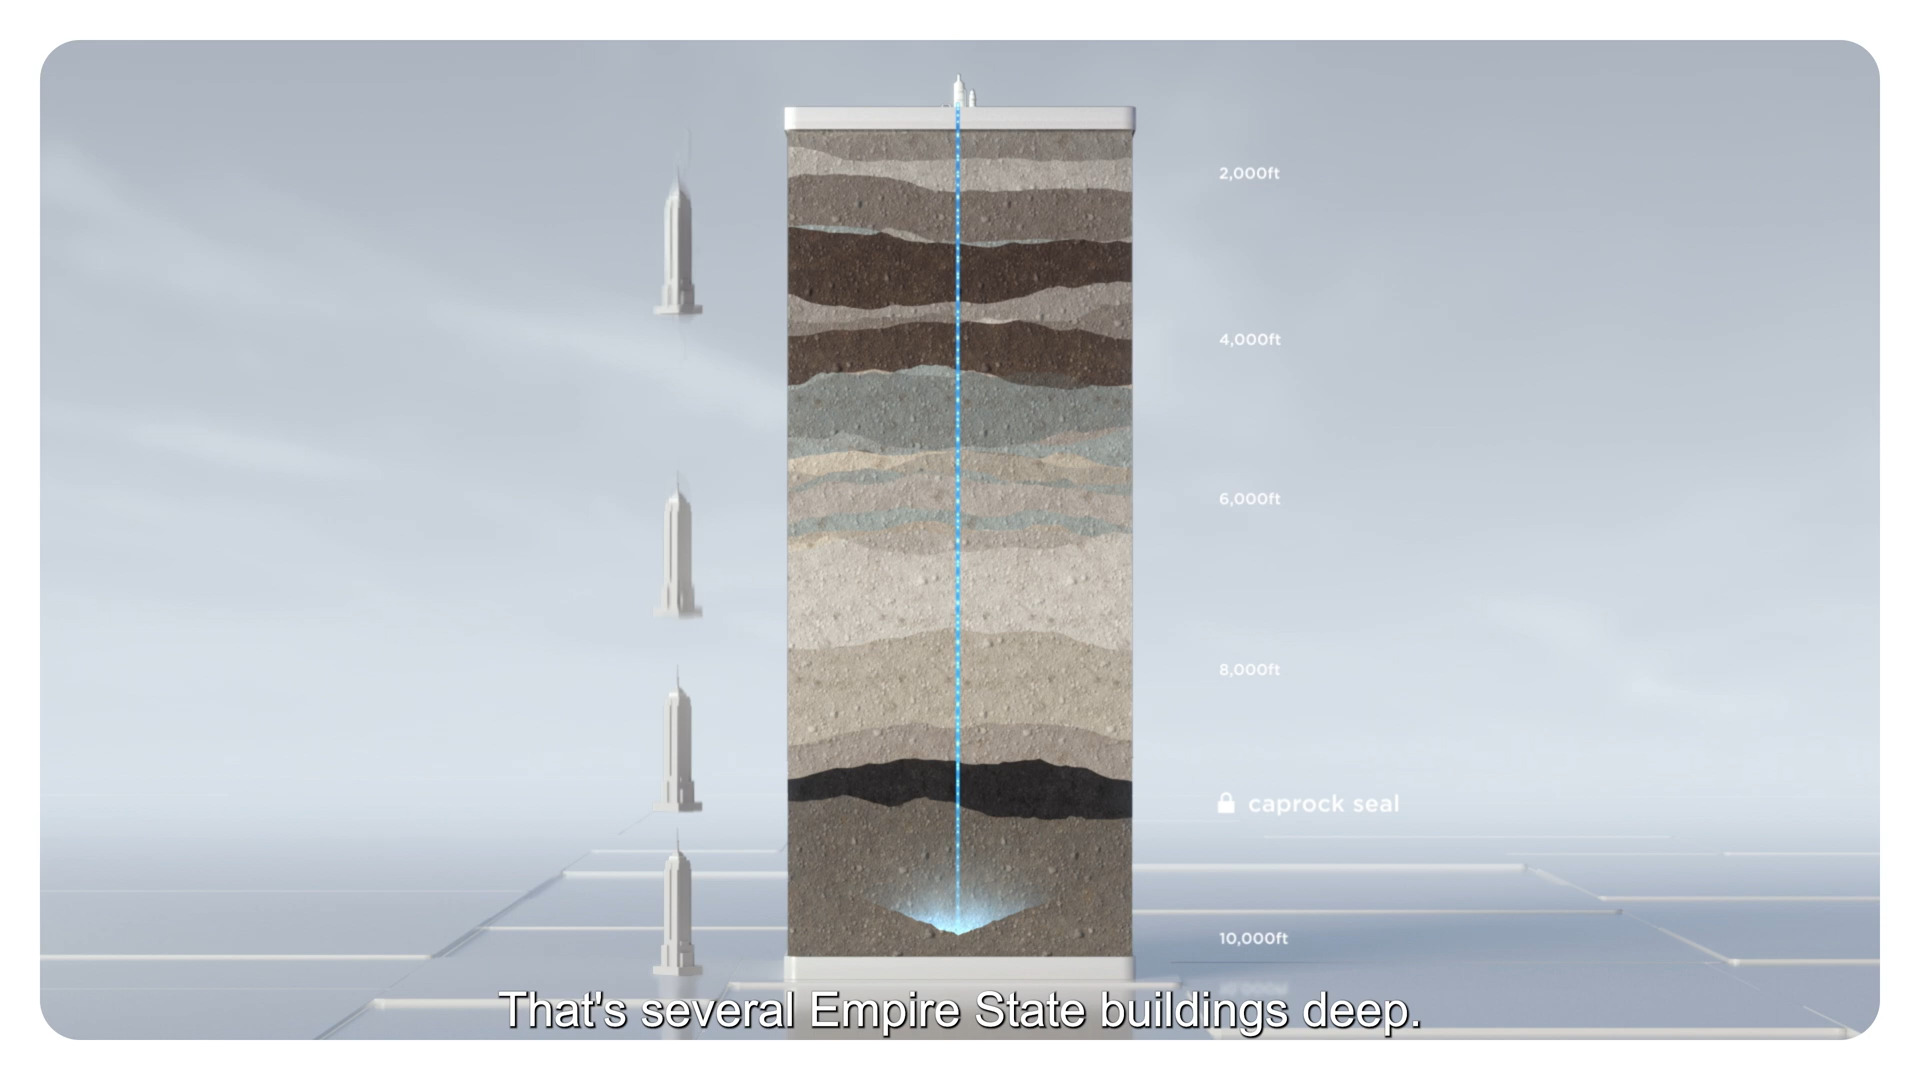 2,000ft
4,000ft
6,000ft
8,000ft
caprock seal
10,000ft
That's several Empire State buildings deep.